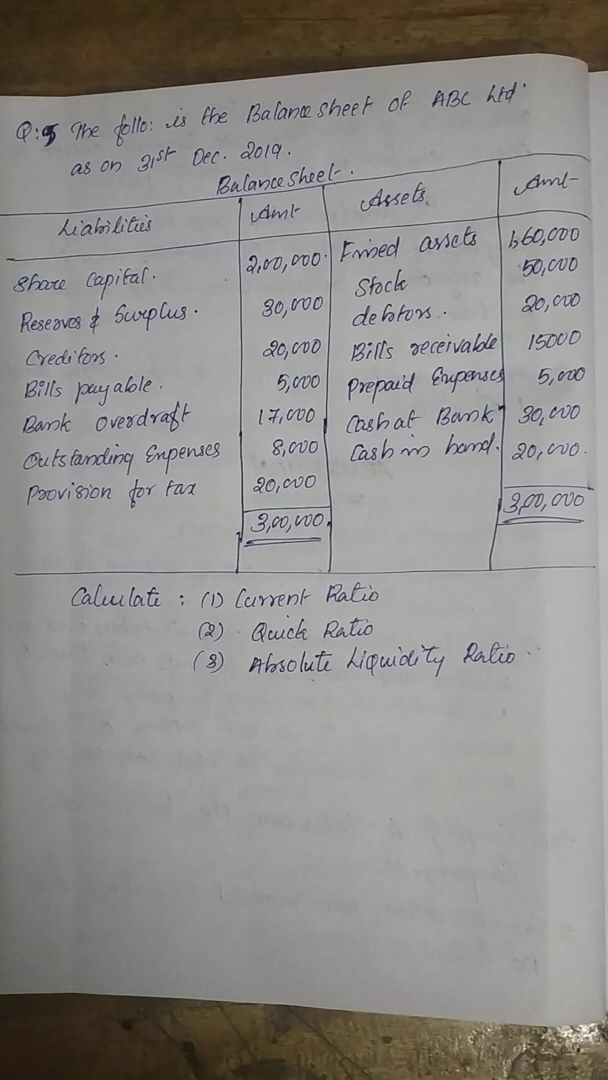 Q:5 The follo: is the Balance sheet of ABC Ltd.
as on 31st Dec. 2019.
Balance sheet.
Liabilities Amt Assets. Amt
Share Capital. 2,00,000. Fixed assets 1,60,000
Reserves & Surplus. 30,000 Stock 50,000
Creditors. 20,000 debtors. 20,000
Bills payable. 5,000 Bills receivable 15000
Bank overdraft 17,000 Prepaid Expenses 5,000
Outstanding Expenses 8,000 Cash at Bank 30,000
Provision for tax 20,000 Cash in hand. 20,000.
3,00,000 3,00,000
Calculate : (1) Current Ratio
(2) Quick Ratio
(3) Absolute Liquidity Ratio.